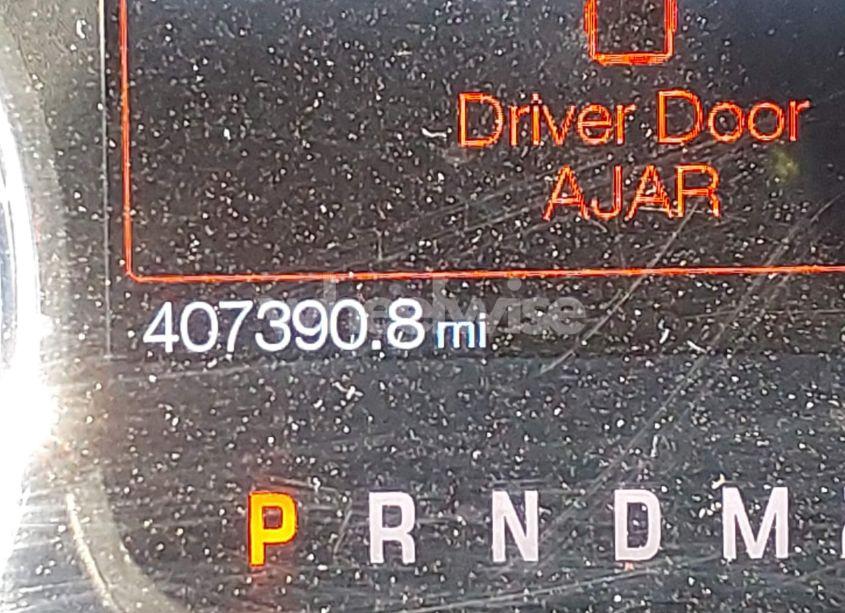 Driver Door
AJAR
407390.8 mi
P R N D M